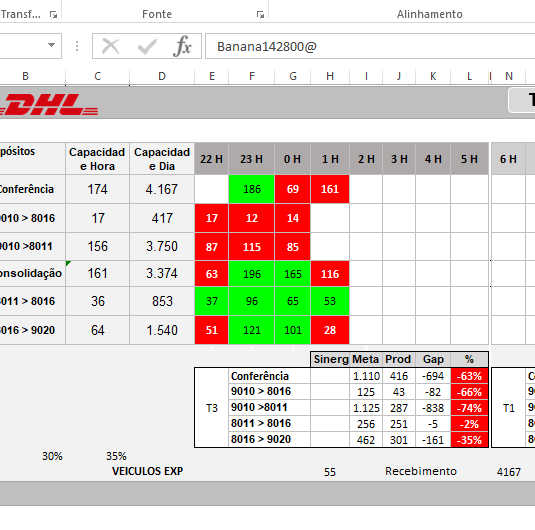 Transf...
Fonte
Alinhamento
Banana142800@
B C D E F G H I J K L N
DHL
T
pósitos Capacidad e Hora Capacidad e Dia 22 H 23 H 0 H 1 H 2 H 3 H 4 H 5 H 6 H
Conferência 174 4.167 186 69 161
9010 > 8016 17 417 17 12 14
9010 >8011 156 3.750 87 115 85
onsolidação 161 3.374 63 196 165 116
8011 > 8016 36 853 37 96 65 53
8016 > 9020 64 1.540 51 121 101 28
Sinerg Meta Prod Gap %
Conferência 1.110 416 -694 -63% C
9010 > 8016 125 43 -82 -66% 90
T3 9010 >8011 1.125 287 -838 -74% T1 90
8011 > 8016 256 251 -5 -2% 80
8016 > 9020 462 301 -161 -35% 80
30% 35%
VEICULOS EXP 55 Recebimento 4167